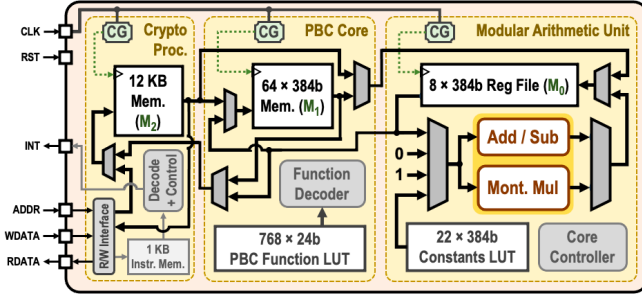 CLK
RST
INT
ADDR
WDATA
RDATA
CG
Crypto
Proc.
12 KB
Mem.
(M2)
Decode
+ Control
R/W Interface
1 KB
Instr. Mem.
CG
PBC Core
64 × 384b
Mem. (M1)
Function
Decoder
768 × 24b
PBC Function LUT
Modular Arithmetic Unit
CG
8 × 384b Reg File (M0)
0
1
Add / Sub
Mont. Mul
22 × 384b
Constants LUT
Core
Controller